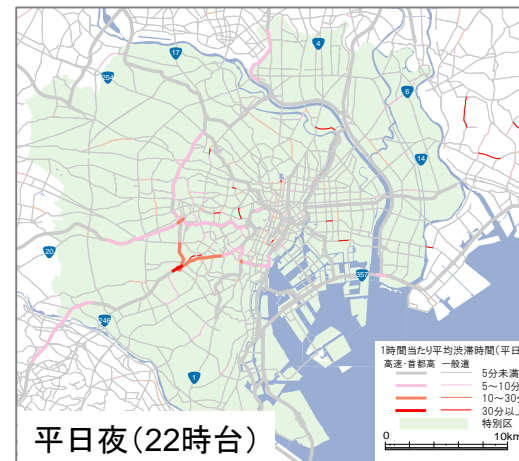 17
4
254
6
14
20
357
246
1
1時間当たり平均渋滞時間(平日
高速・首都高 一般道
5分未満
5～10分
10～30分
30分以上
特別区
0 10km
平日夜(22時台)